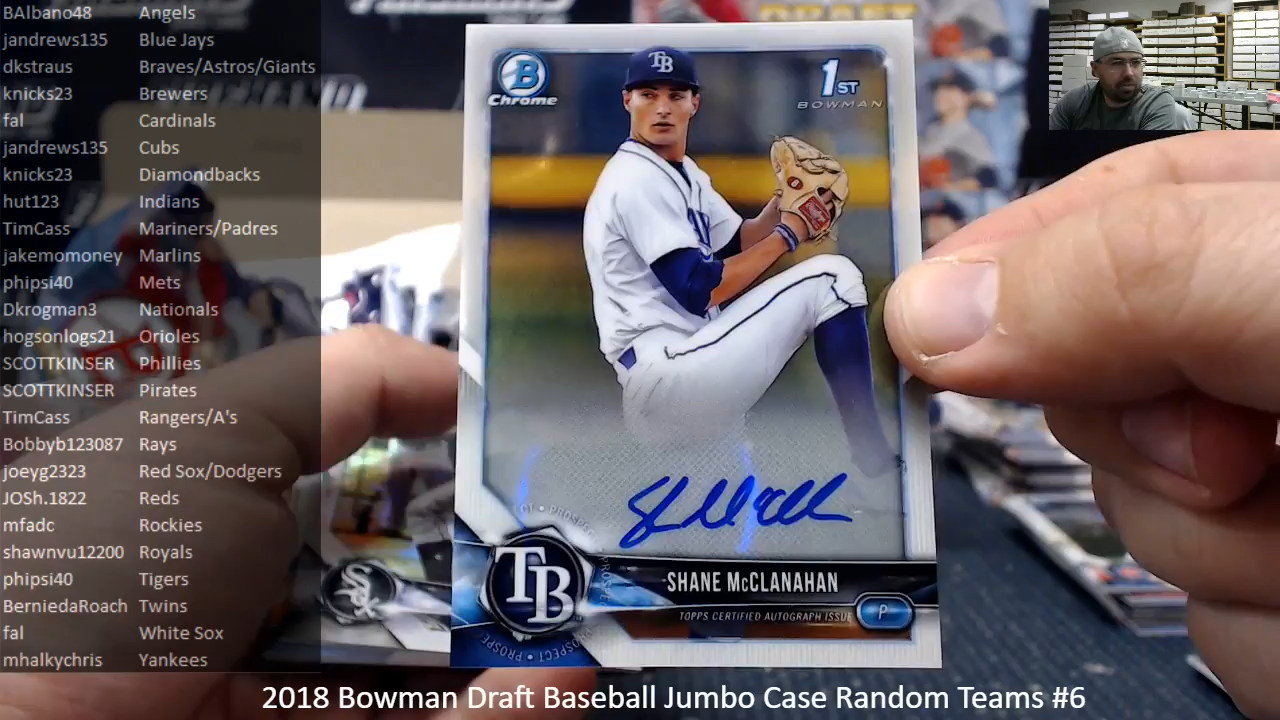 BAlbano48 Angels
jandrews135 Blue Jays
dkstraus Braves/Astros/Giants
knicks23 Brewers
fal Cardinals
jandrews135 Cubs
knicks23 Diamondbacks
hut123 Indians
TimCass Mariners/Padres
jakemomoney Marlins
phipsi40 Mets
Dkrogman3 Nationals
hogsonlogs21 Orioles
SCOTTKINSER Phillies
SCOTTKINSER Pirates
TimCass Rangers/A's
Bobbyb123087 Rays
joeyg2323 Red Sox/Dodgers
JOSh.1822 Reds
mfadc Rockies
shawnvu12200 Royals
phipsi40 Tigers
BerniedaRoach Twins
fal White Sox
mhalkychris Yankees
B
Chrome
1ST
BOWMAN
TB
TB
SHANE McCLANAHAN
TOPPS CERTIFIED AUTOGRAPH ISSUE
P
PROSPECT
2018 Bowman Draft Baseball Jumbo Case Random Teams #6